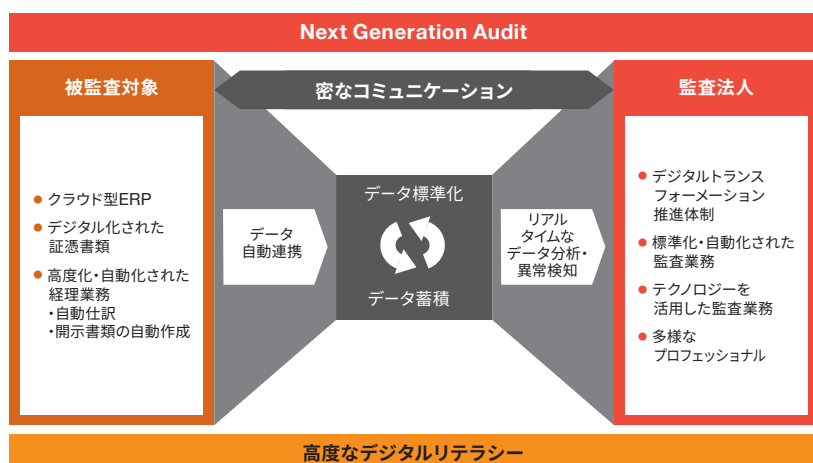 Next Generation Audit
被監査対象
密なコミュニケーション
監査法人
● クラウド型ERP
● デジタル化された
証憑書類
● 高度化・自動化された
経理業務
・自動仕訳
・開示書類の自動作成
データ
自動連携
データ標準化
データ蓄積
リアル
タイムな
データ分析・
異常検知
● デジタルトランス
フォーメーション
推進体制
● 標準化・自動化された
監査業務
● テクノロジーを
活用した監査業務
● 多様な
プロフェッショナル
高度なデジタルリテラシー